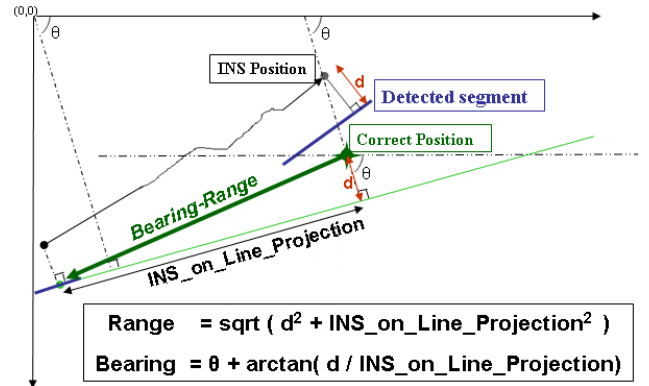 (0,0)
θ
θ
INS Position
d
Detected segment
Correct Position
θ
d
Bearing-Range
INS_on_Line_Projection
Range = sqrt ( d² + INS_on_Line_Projection² )
Bearing = θ + arctan( d / INS_on_Line_Projection)